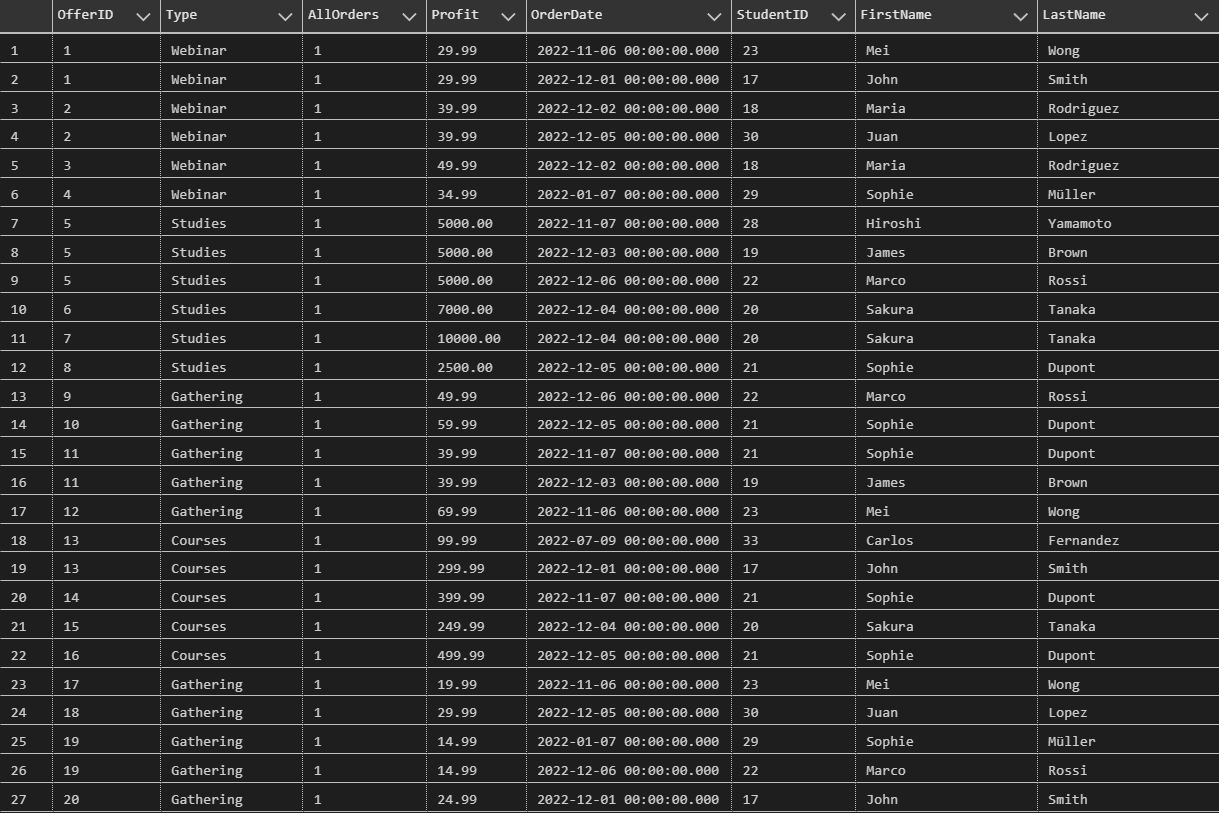 OfferID Type AllOrders Profit OrderDate StudentID FirstName LastName
1 1 Webinar 1 29.99 2022-11-06 00:00:00.000 23 Mei Wong
2 1 Webinar 1 29.99 2022-12-01 00:00:00.000 17 John Smith
3 2 Webinar 1 39.99 2022-12-02 00:00:00.000 18 Maria Rodriguez
4 2 Webinar 1 39.99 2022-12-05 00:00:00.000 30 Juan Lopez
5 3 Webinar 1 49.99 2022-12-02 00:00:00.000 18 Maria Rodriguez
6 4 Webinar 1 34.99 2022-01-07 00:00:00.000 29 Sophie Müller
7 5 Studies 1 5000.00 2022-11-07 00:00:00.000 28 Hiroshi Yamamoto
8 5 Studies 1 5000.00 2022-12-03 00:00:00.000 19 James Brown
9 5 Studies 1 5000.00 2022-12-06 00:00:00.000 22 Marco Rossi
10 6 Studies 1 7000.00 2022-12-04 00:00:00.000 20 Sakura Tanaka
11 7 Studies 1 10000.00 2022-12-04 00:00:00.000 20 Sakura Tanaka
12 8 Studies 1 2500.00 2022-12-05 00:00:00.000 21 Sophie Dupont
13 9 Gathering 1 49.99 2022-12-06 00:00:00.000 22 Marco Rossi
14 10 Gathering 1 59.99 2022-12-05 00:00:00.000 21 Sophie Dupont
15 11 Gathering 1 39.99 2022-11-07 00:00:00.000 21 Sophie Dupont
16 11 Gathering 1 39.99 2022-12-03 00:00:00.000 19 James Brown
17 12 Gathering 1 69.99 2022-11-06 00:00:00.000 23 Mei Wong
18 13 Courses 1 99.99 2022-07-09 00:00:00.000 33 Carlos Fernandez
19 13 Courses 1 299.99 2022-12-01 00:00:00.000 17 John Smith
20 14 Courses 1 399.99 2022-11-07 00:00:00.000 21 Sophie Dupont
21 15 Courses 1 249.99 2022-12-04 00:00:00.000 20 Sakura Tanaka
22 16 Courses 1 499.99 2022-12-05 00:00:00.000 21 Sophie Dupont
23 17 Gathering 1 19.99 2022-11-06 00:00:00.000 23 Mei Wong
24 18 Gathering 1 29.99 2022-12-05 00:00:00.000 30 Juan Lopez
25 19 Gathering 1 14.99 2022-01-07 00:00:00.000 29 Sophie Müller
26 19 Gathering 1 14.99 2022-12-06 00:00:00.000 22 Marco Rossi
27 20 Gathering 1 24.99 2022-12-01 00:00:00.000 17 John Smith